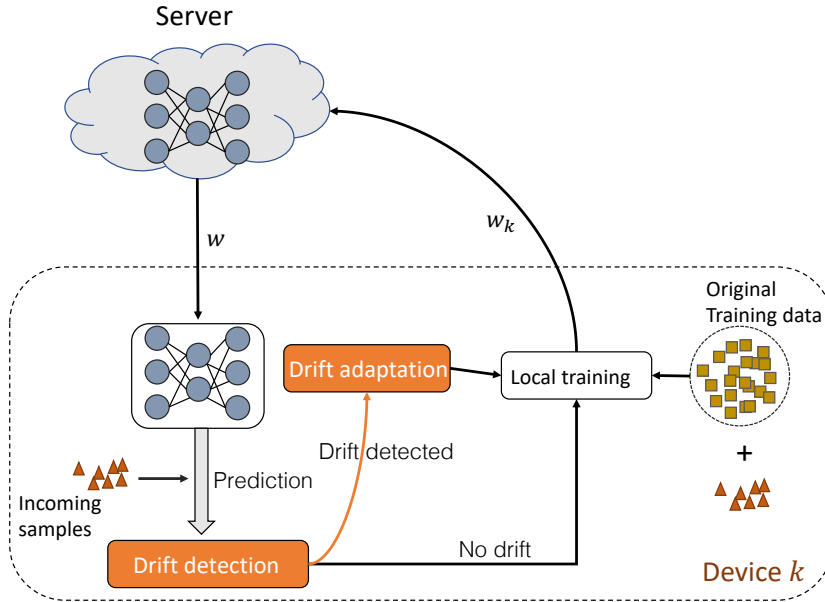 Server
w
w_k
Original
Training data
Drift adaptation
Local training
Drift detected
+
Prediction
Incoming
samples
Drift detection
No drift
Device k